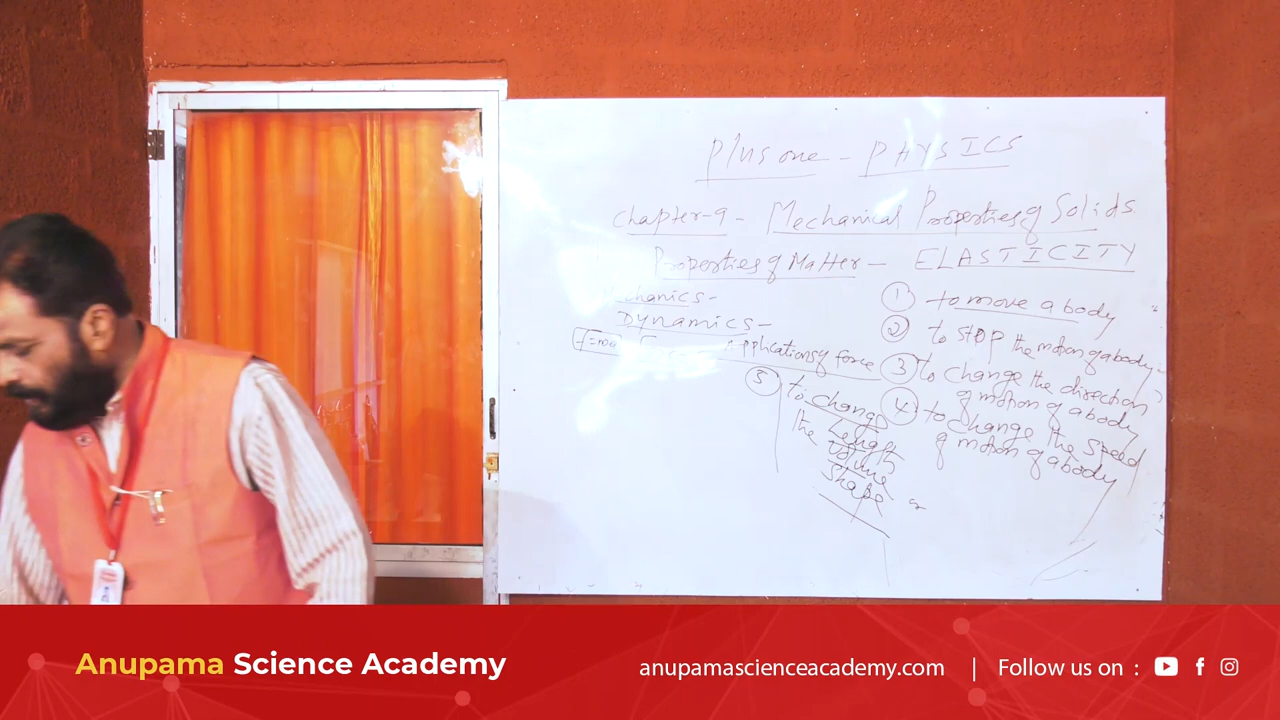 Plus one - PHYSICS
Chapter-9 - Mechanical Properties of Solids
Properties of Matter - ELASTICITY
Mechanics-
Dynamics-
F=ma
Applications of force
① to move a body
② to stop the motion of a body
③ to change the direction
of motion of a body
④ to change the speed
of motion of a body
⑤ to change
the Length
volume
shape
Anupama Science Academy
anupamascienceacademy.com | Follow us on :